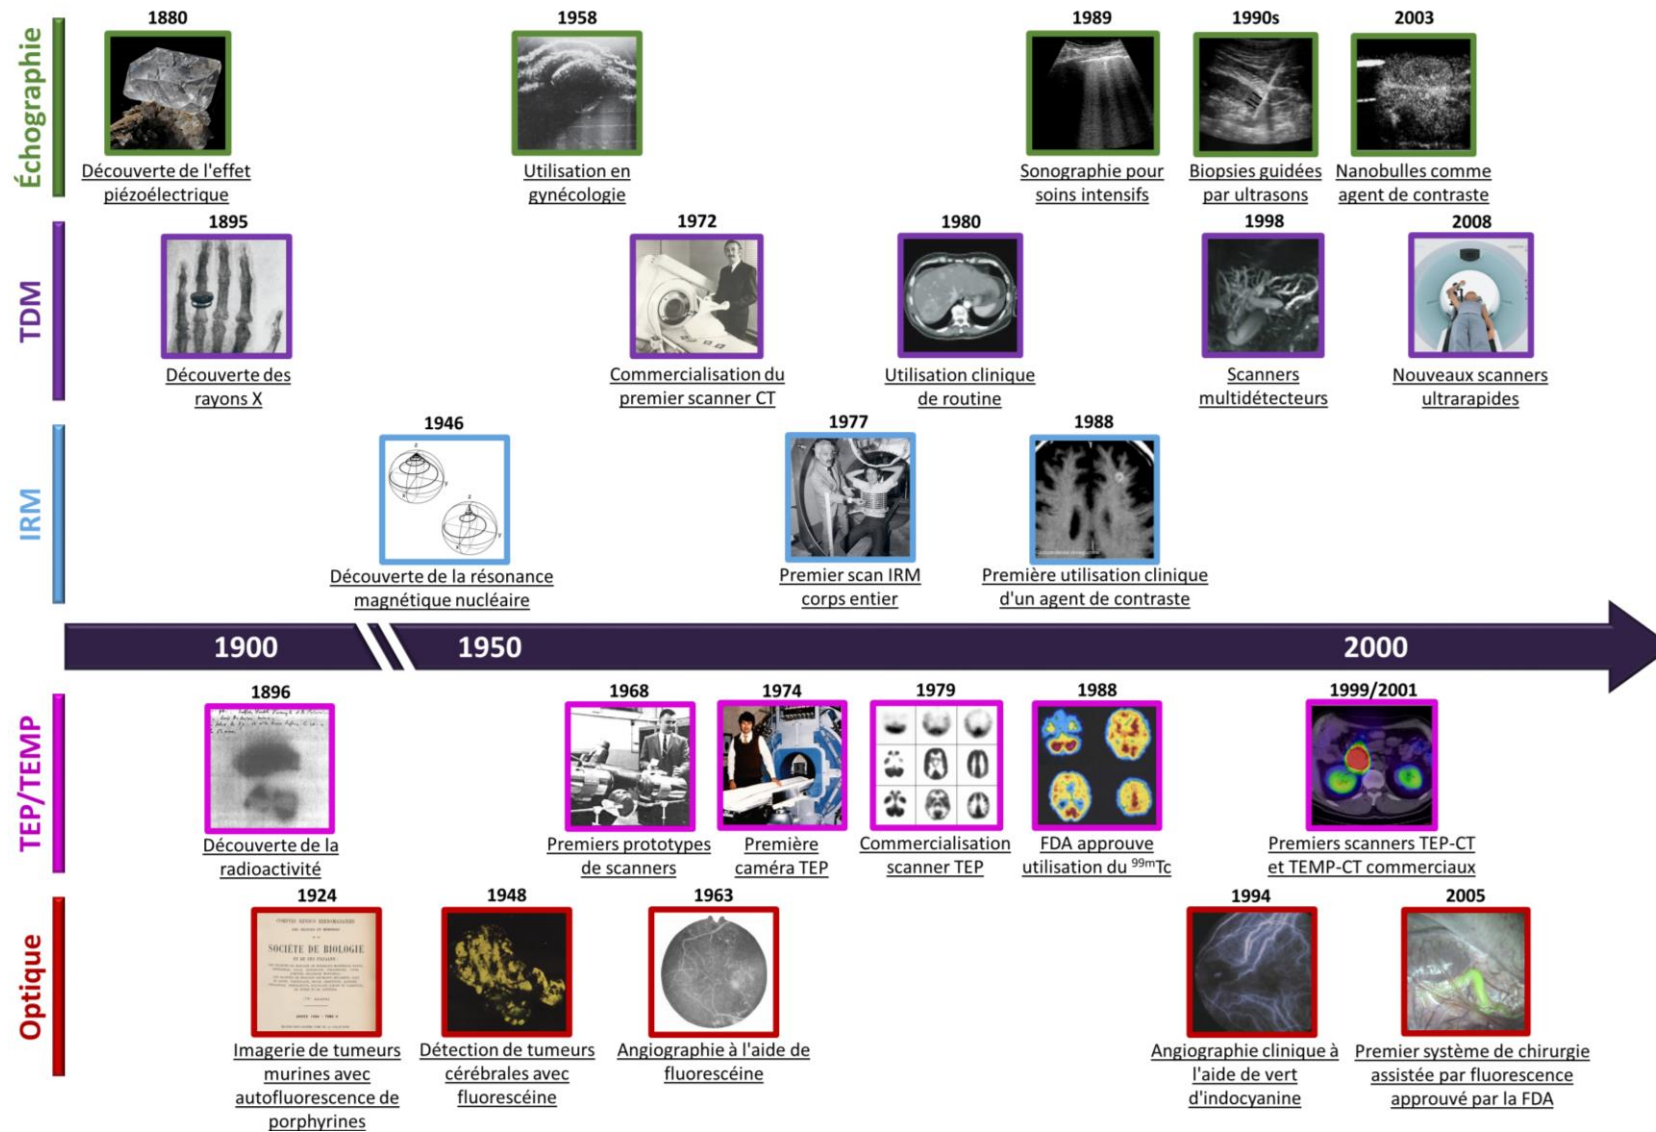 Échographie
1880
Découverte de l'effet
piézoélectrique
1958
Utilisation en
gynécologie
1989
Sonographie pour
soins intensifs
1990s
Biopsies guidées
par ultrasons
2003
Nanobulles comme
agent de contraste
TDM
1895
Découverte des
rayons X
1972
Commercialisation du
premier scanner CT
1980
Utilisation clinique
de routine
1998
Scanners
multidétecteurs
2008
Nouveaux scanners
ultrarapides
IRM
1946
Découverte de la résonance
magnétique nucléaire
1977
Premier scan IRM
corps entier
1988
Première utilisation clinique
d'un agent de contraste
1900
1950
2000
TEP/TEMP
1896
Découverte de la
radioactivité
1968
Premiers prototypes
de scanners
1974
Première
caméra TEP
1979
Commercialisation
scanner TEP
1988
FDA approuve
utilisation du ⁹⁹ᵐTc
1999/2001
Premiers scanners TEP-CT
et TEMP-CT commerciaux
Optique
1924
SOCIÉTÉ DE BIOLOGIE
Imagerie de tumeurs
murines avec
autofluorescence de
porphyrines
1948
Détection de tumeurs
cérébrales avec
fluorescéine
1963
Angiographie à l'aide de
fluorescéine
1994
Angiographie clinique à
l'aide de vert
d'indocyanine
2005
Premier système de chirurgie
assistée par fluorescence
approuvé par la FDA